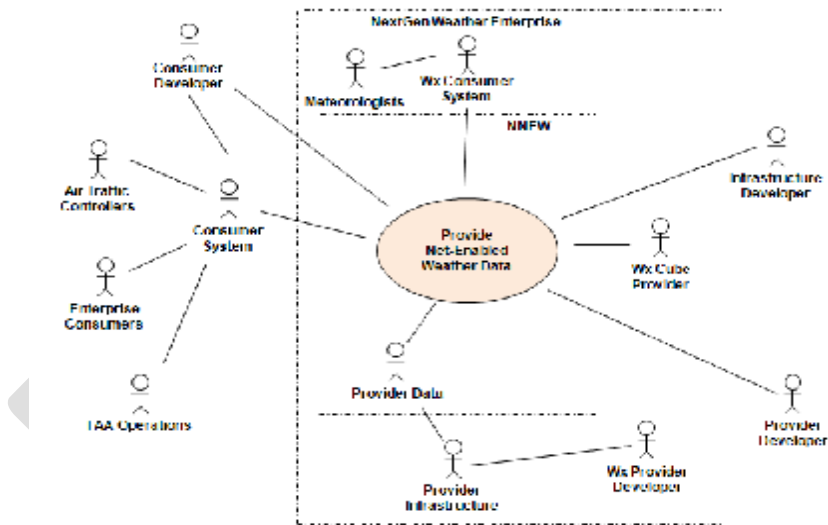 NextGen Weather Enterprise
Consumer
Developer
Meteorologists
Wx Consumer
System
NNEW
Air Traffic
Controllers
Infrastructure
Developer
Consumer
System
Provide
Net-Enabled
Weather Data
Wx Cube
Provider
Enterprise
Consumers
Provider Data
Operations
Provider
Developer
Provider
Infrastructure
Wx Provider
Developer